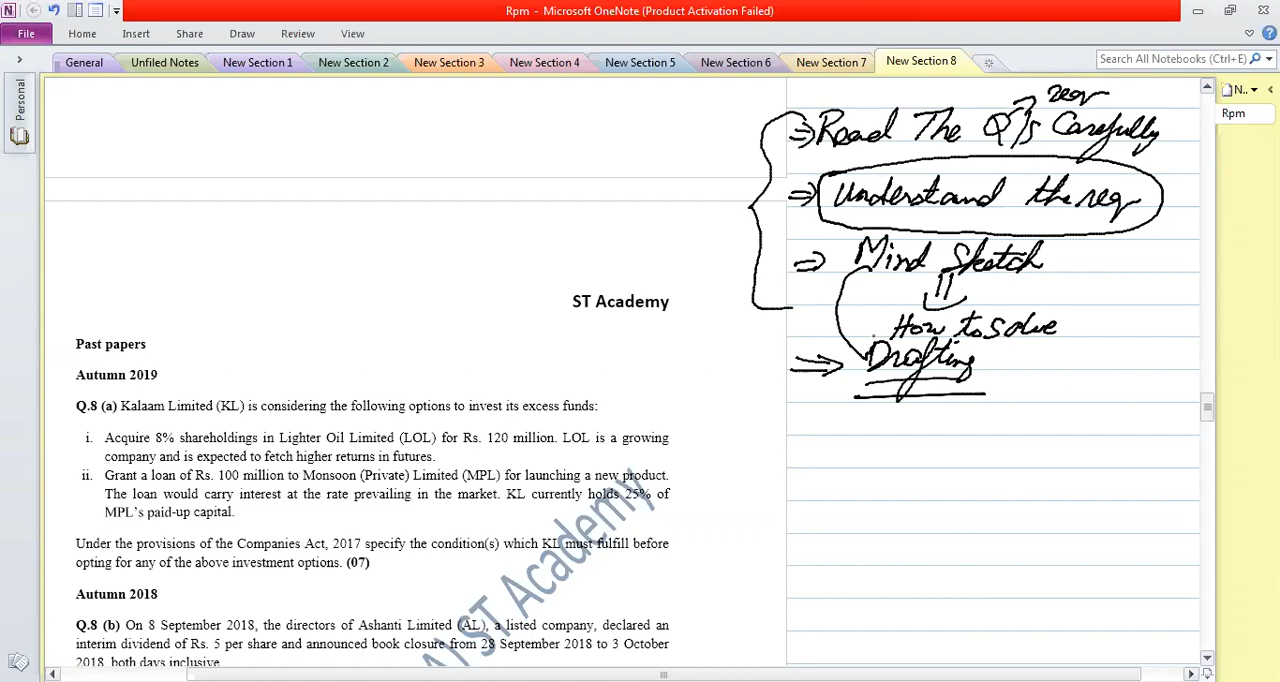 Rpm - Microsoft OneNote (Product Activation Failed)
File Home Insert Share Draw Review View
General Unfiled Notes New Section 1 New Section 2 New Section 3 New Section 4 New Section 5 New Section 6 New Section 7 New Section 8
Search All Notebooks (Ctrl+E)
Personal
N..
Rpm
ST Academy
Past papers
Autumn 2019
Q.8 (a) Kalaam Limited (KL) is considering the following options to invest its excess funds:
i. Acquire 8% shareholdings in Lighter Oil Limited (LOL) for Rs. 120 million. LOL is a growing
company and is expected to fetch higher returns in futures.
ii. Grant a loan of Rs. 100 million to Monsoon (Private) Limited (MPL) for launching a new product.
The loan would carry interest at the rate prevailing in the market. KL currently holds 25% of
MPL's paid-up capital.
Under the provisions of the Companies Act, 2017 specify the condition(s) which KL must fulfill before
opting for any of the above investment options. (07)
Autumn 2018
Q.8 (b) On 8 September 2018, the directors of Ashanti Limited (AL), a listed company, declared an
interim dividend of Rs. 5 per share and announced book closure from 28 September 2018 to 3 October
2018, both days inclusive
ST Academy
req
⇒ Read The Q's Carefully
⇒ Understand the req
⇒ Mind Sketch
How to solve
⇒ Drafting